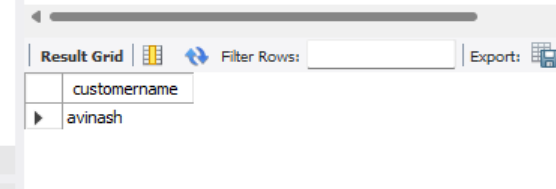 Result Grid Filter Rows: Export:
customername
avinash